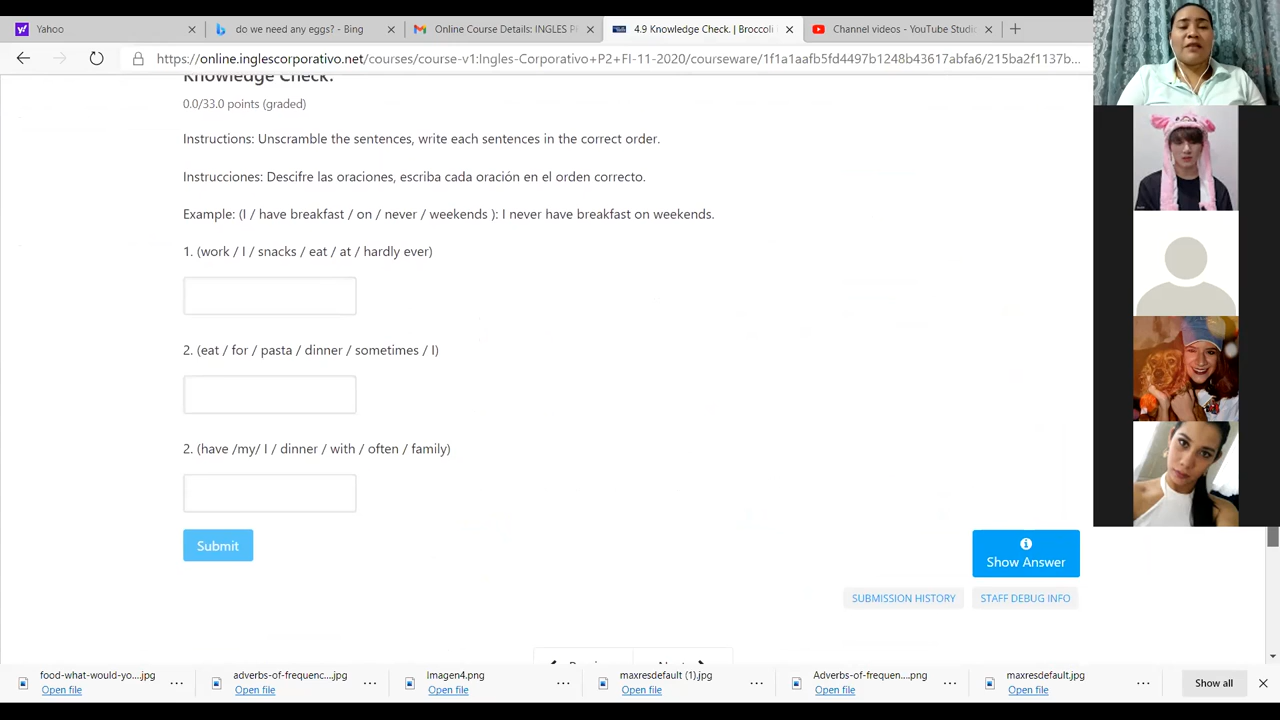 Yahoo
do we need any eggs? - Bing
Online Course Details: INGLES P
4.9 Knowledge Check. | Broccoli
Channel videos - YouTube Studio
https://online.inglescorporativo.net/courses/course-v1:Ingles-Corporativo+P2+FI-11-2020/courseware/1f1a1aafb5fd4497b1248b43617abfa6/215ba2f1137b...
Knowledge Check.
0.0/33.0 points (graded)
Instructions: Unscramble the sentences, write each sentences in the correct order.
Instrucciones: Descifre las oraciones, escriba cada oración en el orden correcto.
Example: (I / have breakfast / on / never / weekends ): I never have breakfast on weekends.
1. (work / I / snacks / eat / at / hardly ever)
2. (eat / for / pasta / dinner / sometimes / I)
2. (have /my/ I / dinner / with / often / family)
Submit
Show Answer
SUBMISSION HISTORY
STAFF DEBUG INFO
food-what-would-yo....jpg
Open file
adverbs-of-frequenc....jpg
Open file
Imagen4.png
Open file
maxresdefault (1).jpg
Open file
Adverbs-of-frequen....png
Open file
maxresdefault.jpg
Open file
Show all